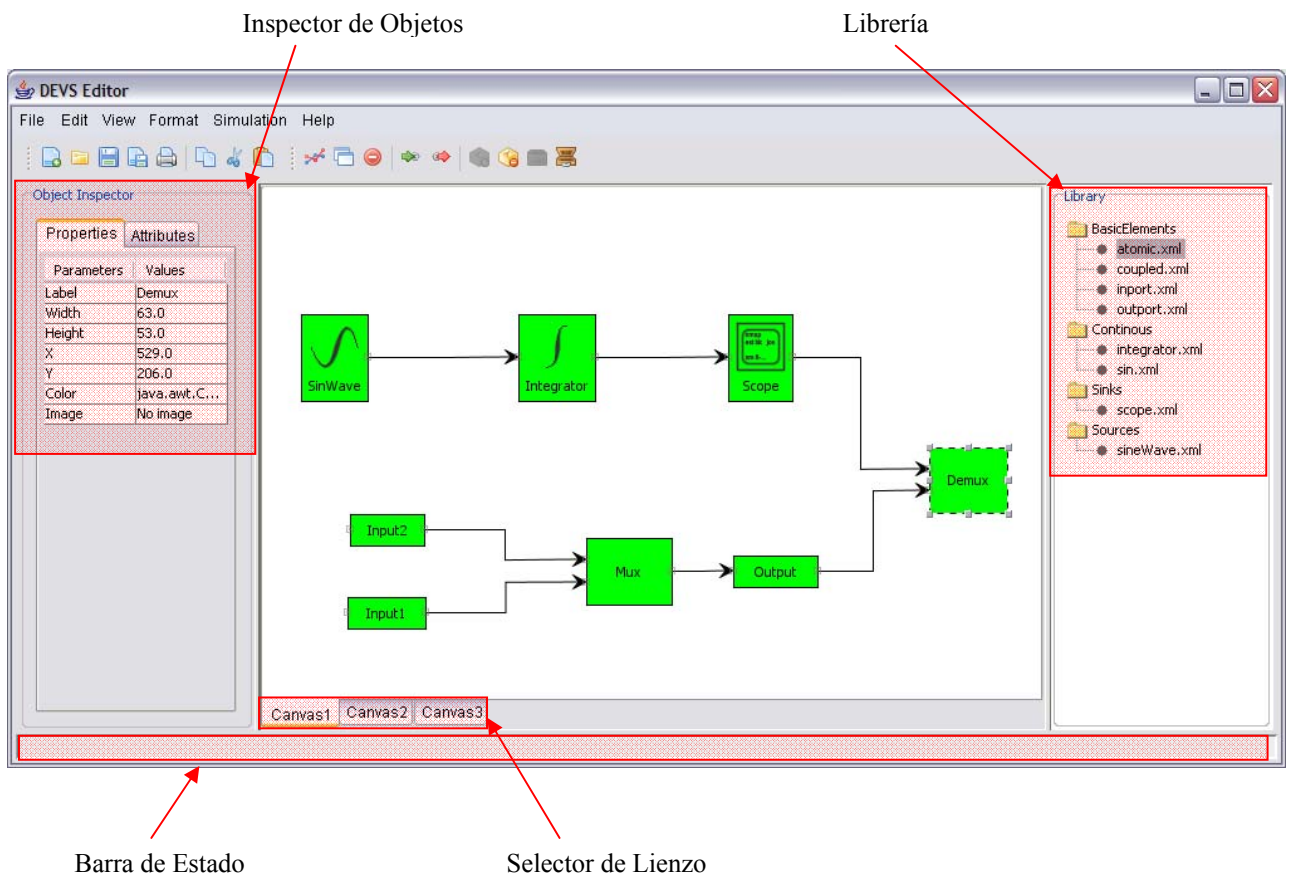 Inspector de Objetos
Librería
DEVS Editor
File Edit View Format Simulation Help
Object Inspector
Properties Attributes
Parameters Values
Label Demux
Width 63.0
Height 53.0
X 529.0
Y 206.0
Color java.awt.C...
Image No image
SinWave
Integrator
Scope
Demux
Input2
Mux
Output
Input1
Canvas1 Canvas2 Canvas3
Library
BasicElements
atomic.xml
coupled.xml
inport.xml
outport.xml
Continous
integrator.xml
sin.xml
Sinks
scope.xml
Sources
sineWave.xml
Barra de Estado
Selector de Lienzo